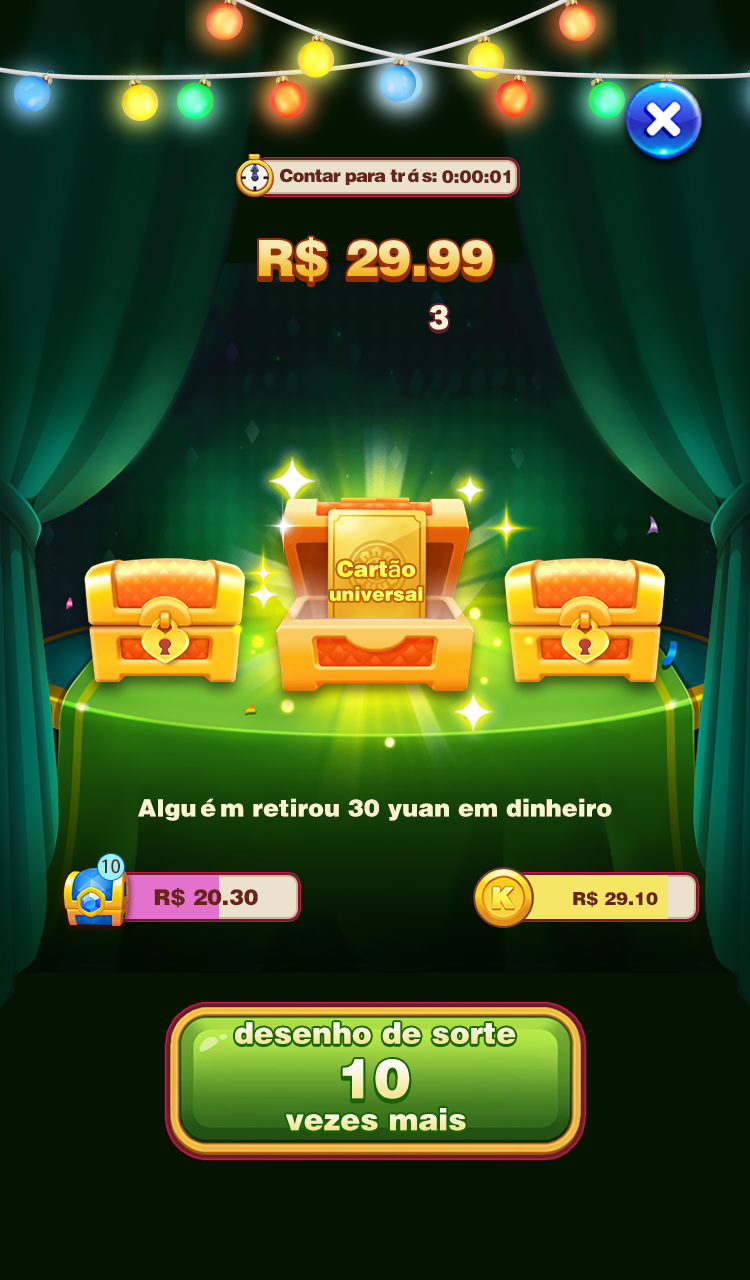 Contar para trás: 0:00:01
R$ 29.99
3
Cartão
universal
Alguém retirou 30 yuan em dinheiro
10
R$ 20.30
K
R$ 29.10
desenho de sorte
10
vezes mais